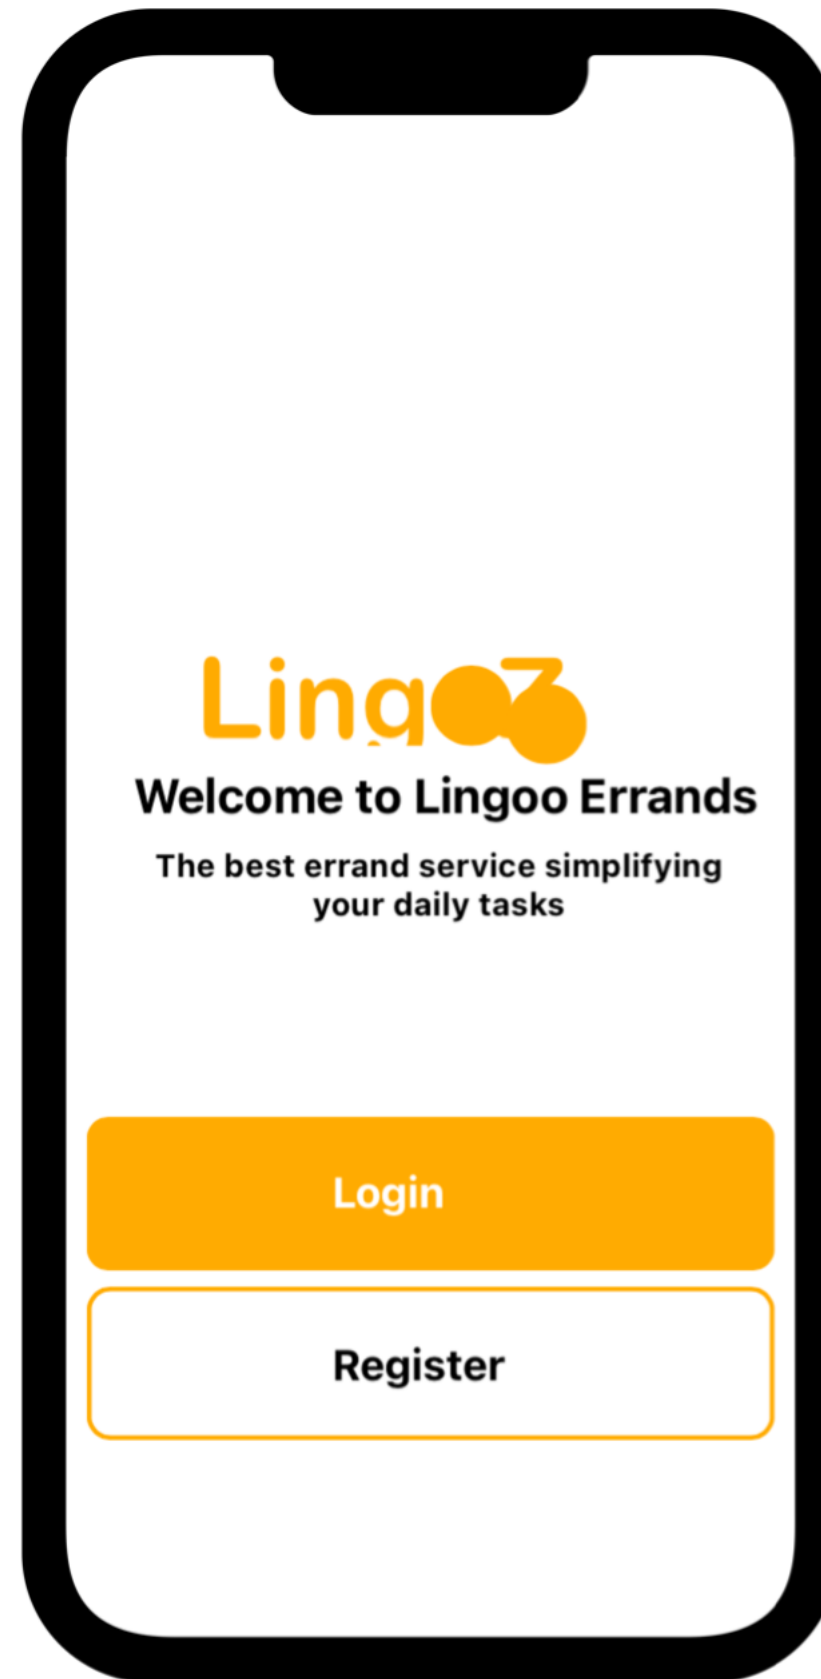 Ling
Welcome to Lingoo Errands
The best errand service simplifying
your daily tasks
Login
Register